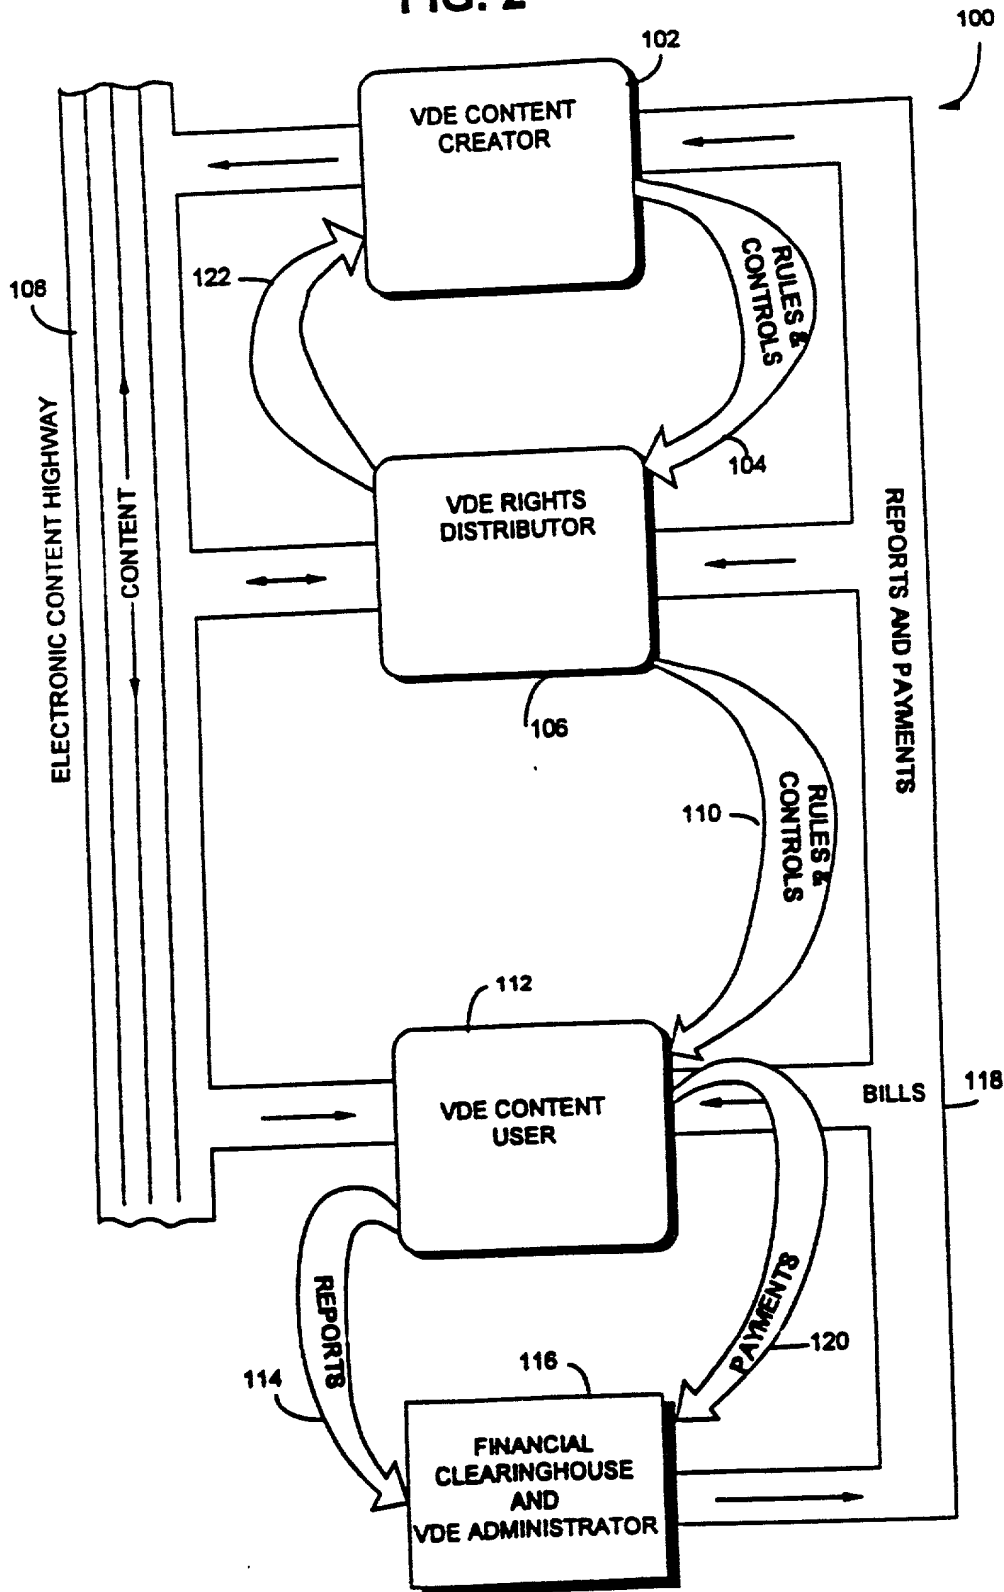 FIG. 2
100
102
VDE CONTENT
CREATOR
122
RULES &
CONTROLS
108
104
ELECTRONIC CONTENT HIGHWAY
CONTENT
VDE RIGHTS
DISTRIBUTOR
REPORTS AND PAYMENTS
106
110
RULES &
CONTROLS
112
VDE CONTENT
USER
BILLS
118
REPORTS
PAYMENTS
120
114
116
FINANCIAL
CLEARINGHOUSE
AND
VDE ADMINISTRATOR